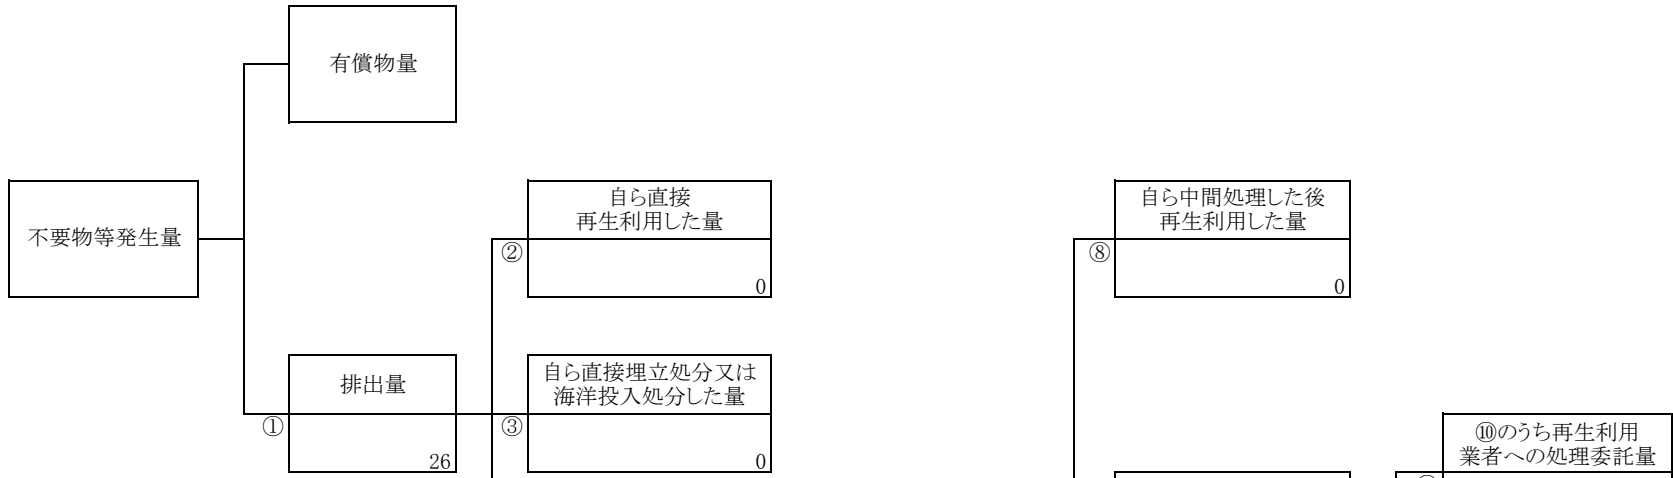 有償物量
不要物等発生量
自ら直接
再生利用した量
②
0
自ら中間処理した後
再生利用した量
⑧
0
排出量
①
26
自ら直接埋立処分又は
海洋投入処分した量
③
0
⑩のうち再生利用
業者への処理委託量